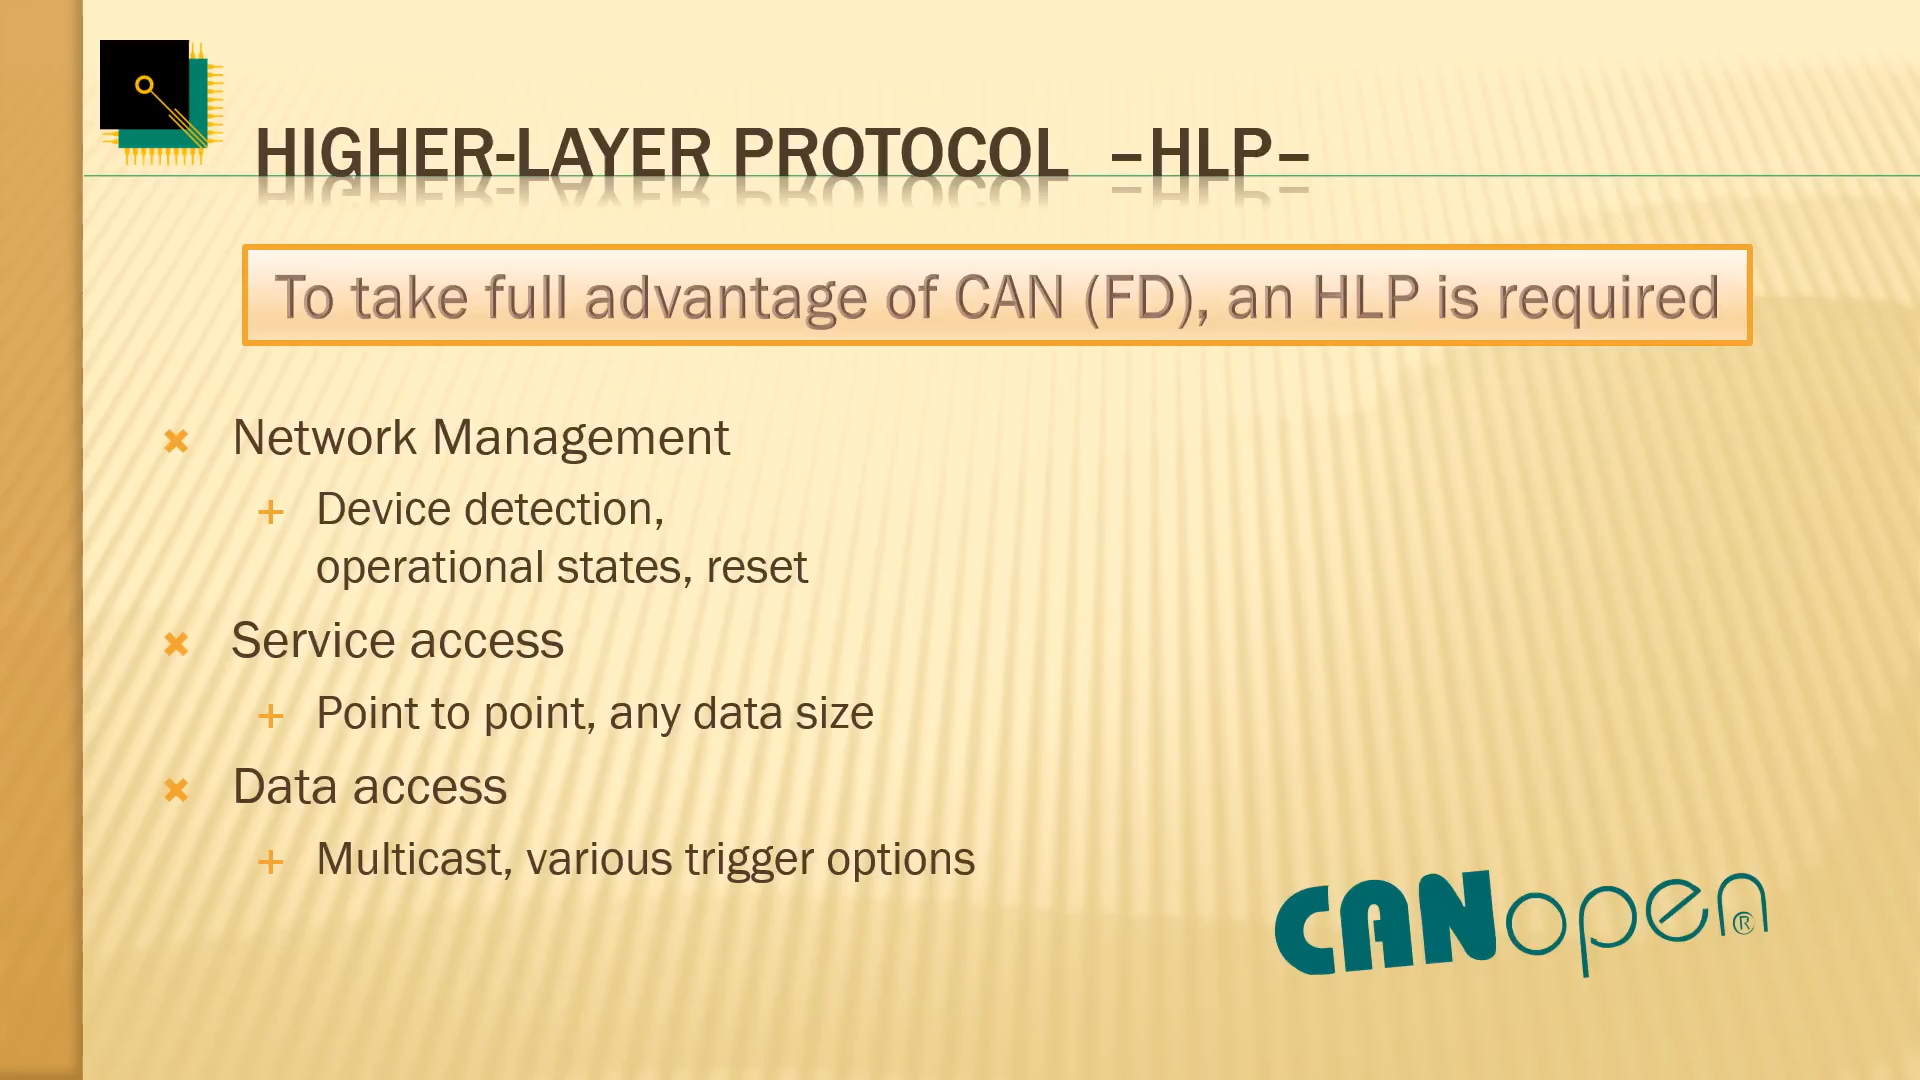 HIGHER-LAYER PROTOCOL –HLP–
To take full advantage of CAN (FD), an HLP is required
Network Management
Device detection,
operational states, reset
Service access
Point to point, any data size
Data access
Multicast, various trigger options
CANopen®